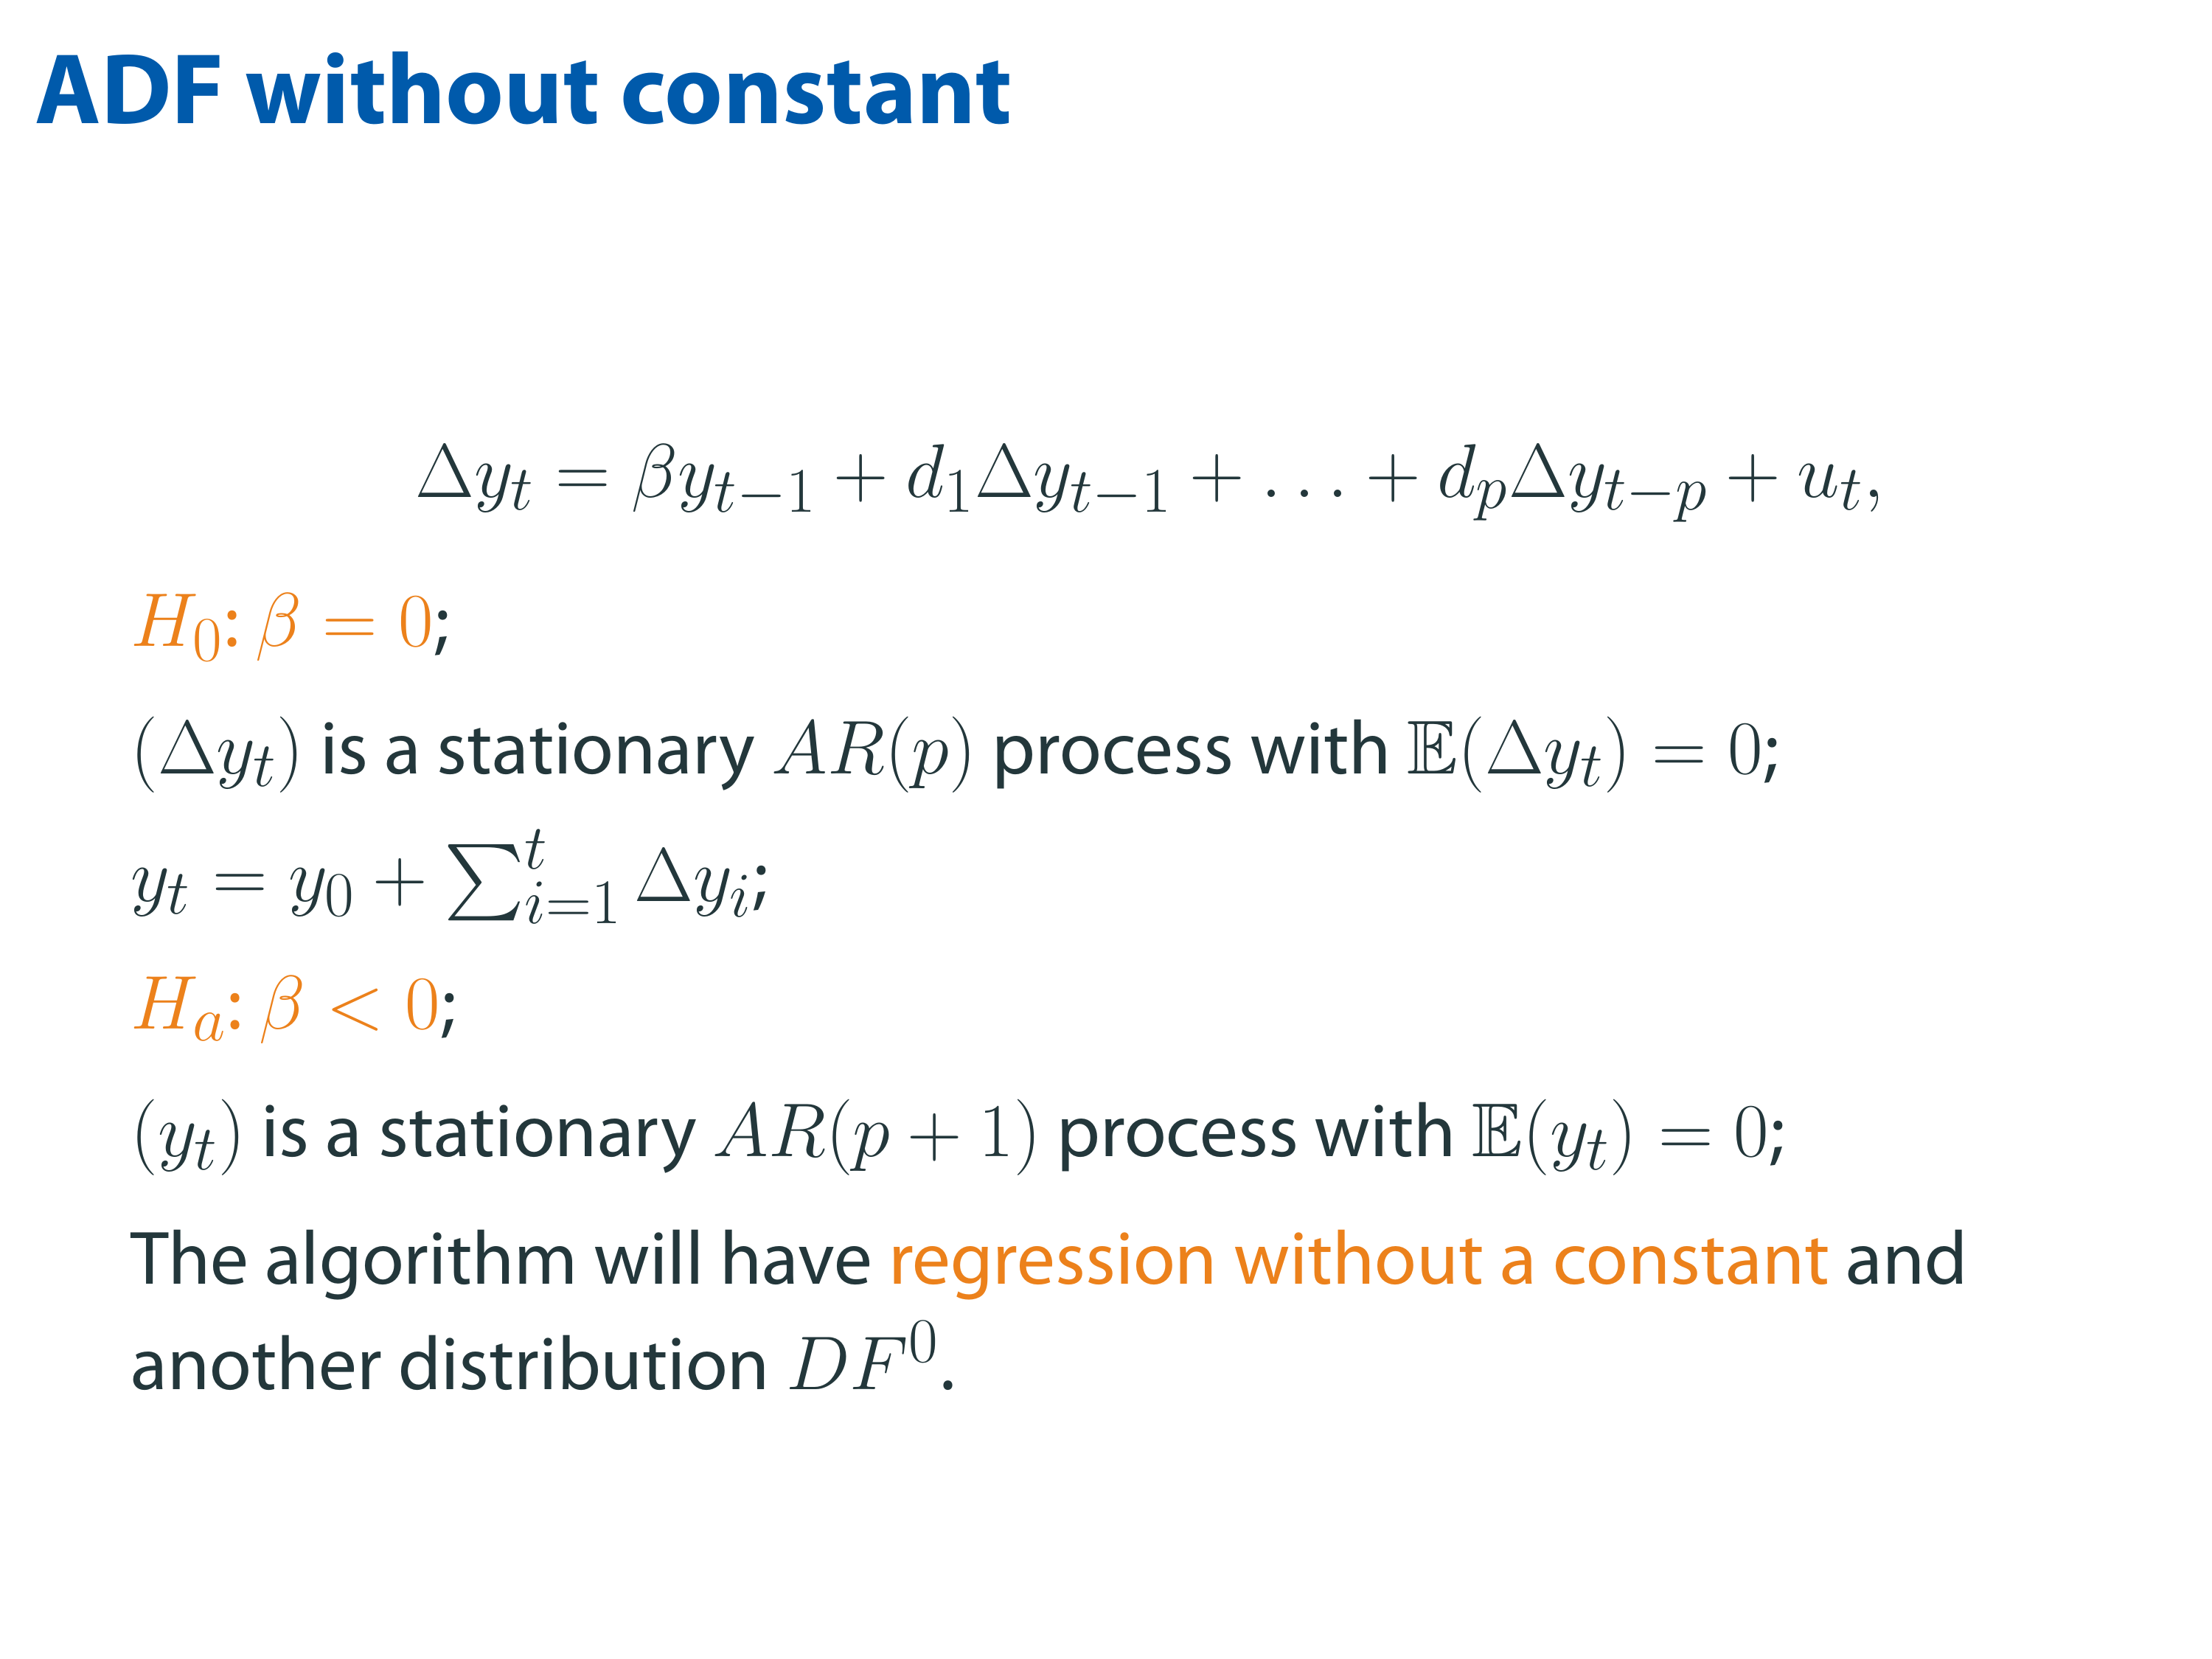 ADF without constant
Δy_t = βy_{t−1} + d_1Δy_{t−1} + … + d_pΔy_{t−p} + u_t,
H_0: β = 0;
(Δy_t) is a stationary AR(p) process with 𝔼(Δy_t) = 0;
y_t = y_0 + ∑_{i=1}^{t} Δy_i;
H_a: β < 0;
(y_t) is a stationary AR(p + 1) process with 𝔼(y_t) = 0;
The algorithm will have regression without a constant and
another distribution DF^0.